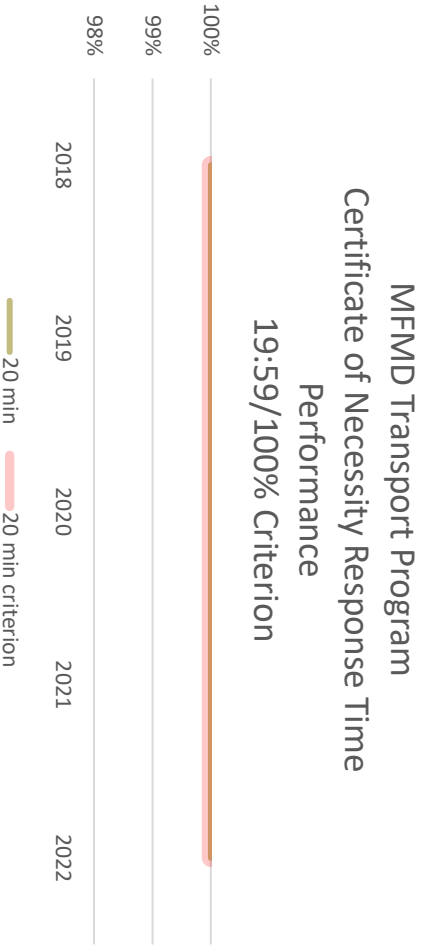 MFMD Transport Program
Certificate of Necessity Response Time
Performance
19:59/100% Criterion
100%
99%
98%
2018 2019 2020 2021 2022
20 min 20 min criterion